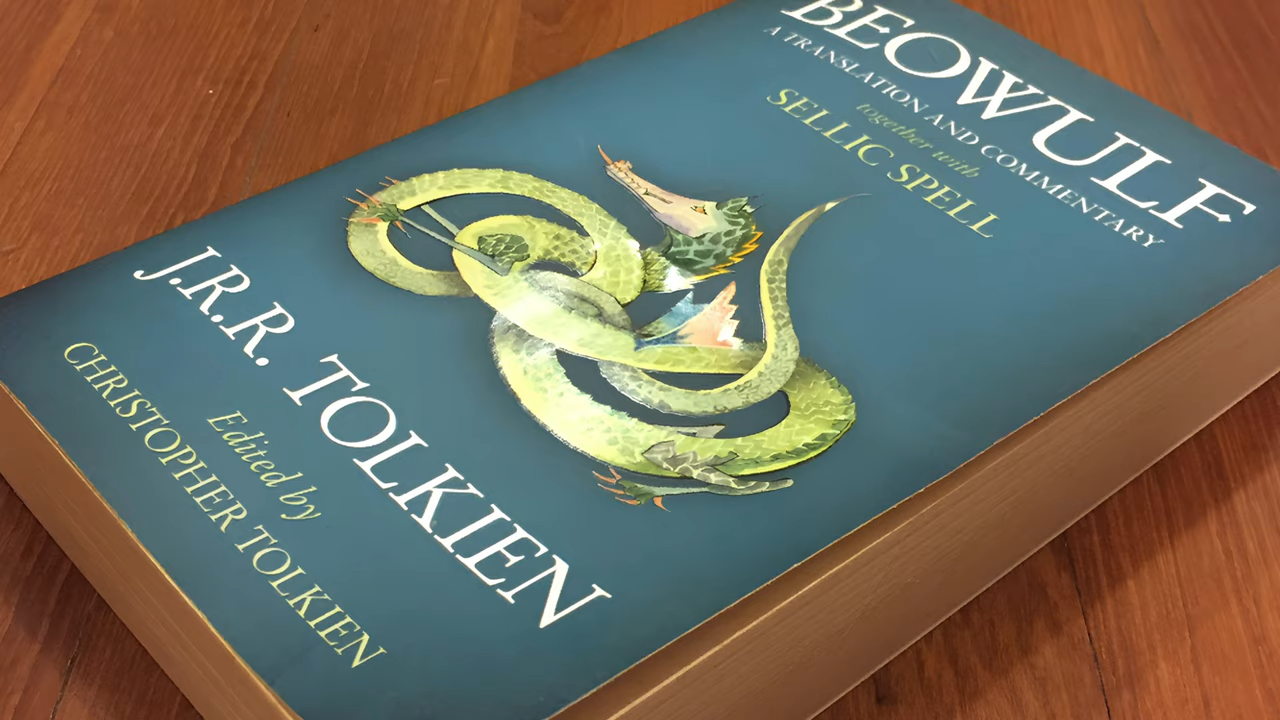 BEOWULF
A TRANSLATION AND COMMENTARY
together with
SELLIC SPELL
J.R.R. TOLKIEN
Edited by
CHRISTOPHER TOLKIEN